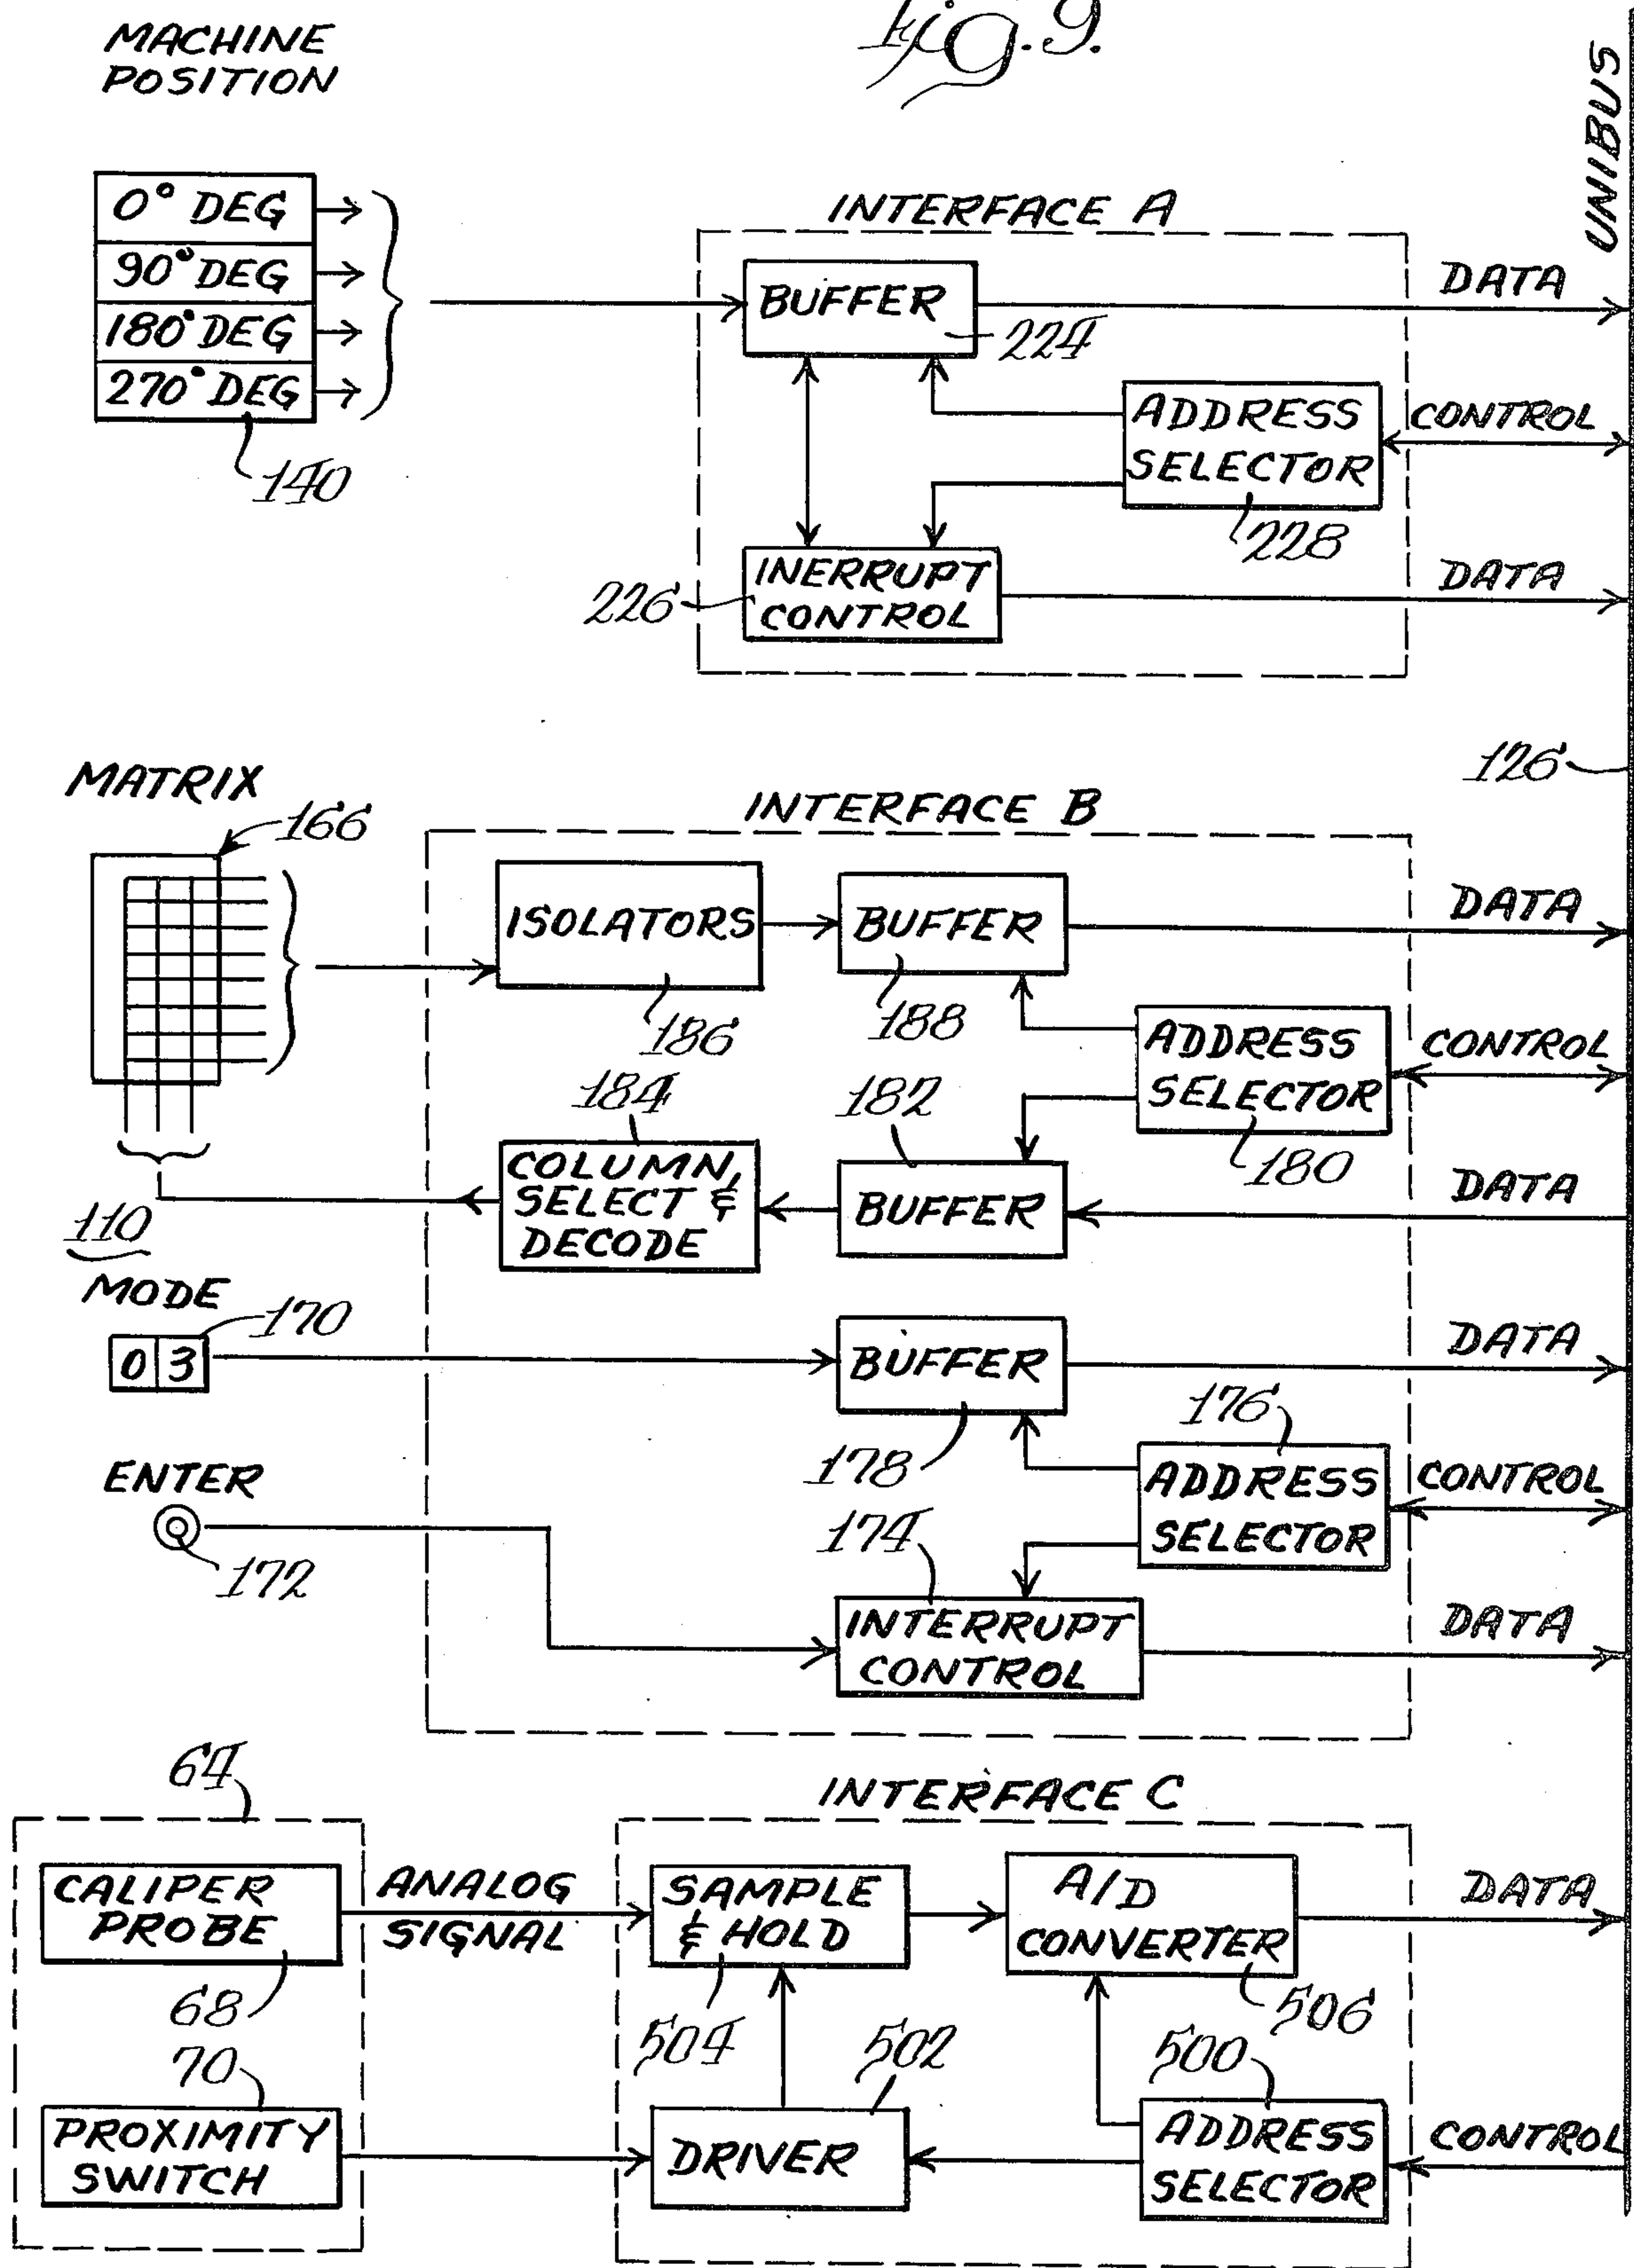 Fig. 9.
MACHINE
POSITION
UNIBUS
0° DEG
90° DEG
180° DEG
270° DEG
140
INTERFACE A
BUFFER
224
DATA
ADDRESS
SELECTOR
228
CONTROL
INERRUPT
CONTROL
226
DATA
126
MATRIX
166
INTERFACE B
ISOLATORS
186
BUFFER
188
DATA
ADDRESS
SELECTOR
180
CONTROL
184
COLUMN,
SELECT &
DECODE
182
BUFFER
DATA
110
MODE
170
0 3
BUFFER
178
DATA
176
ADDRESS
SELECTOR
CONTROL
ENTER
172
174
INTERRUPT
CONTROL
DATA
64
INTERFACE C
CALIPER
PROBE
68
ANALOG
SIGNAL
SAMPLE
& HOLD
504
A/D
CONVERTER
506
DATA
70
PROXIMITY
SWITCH
502
DRIVER
500
ADDRESS
SELECTOR
CONTROL